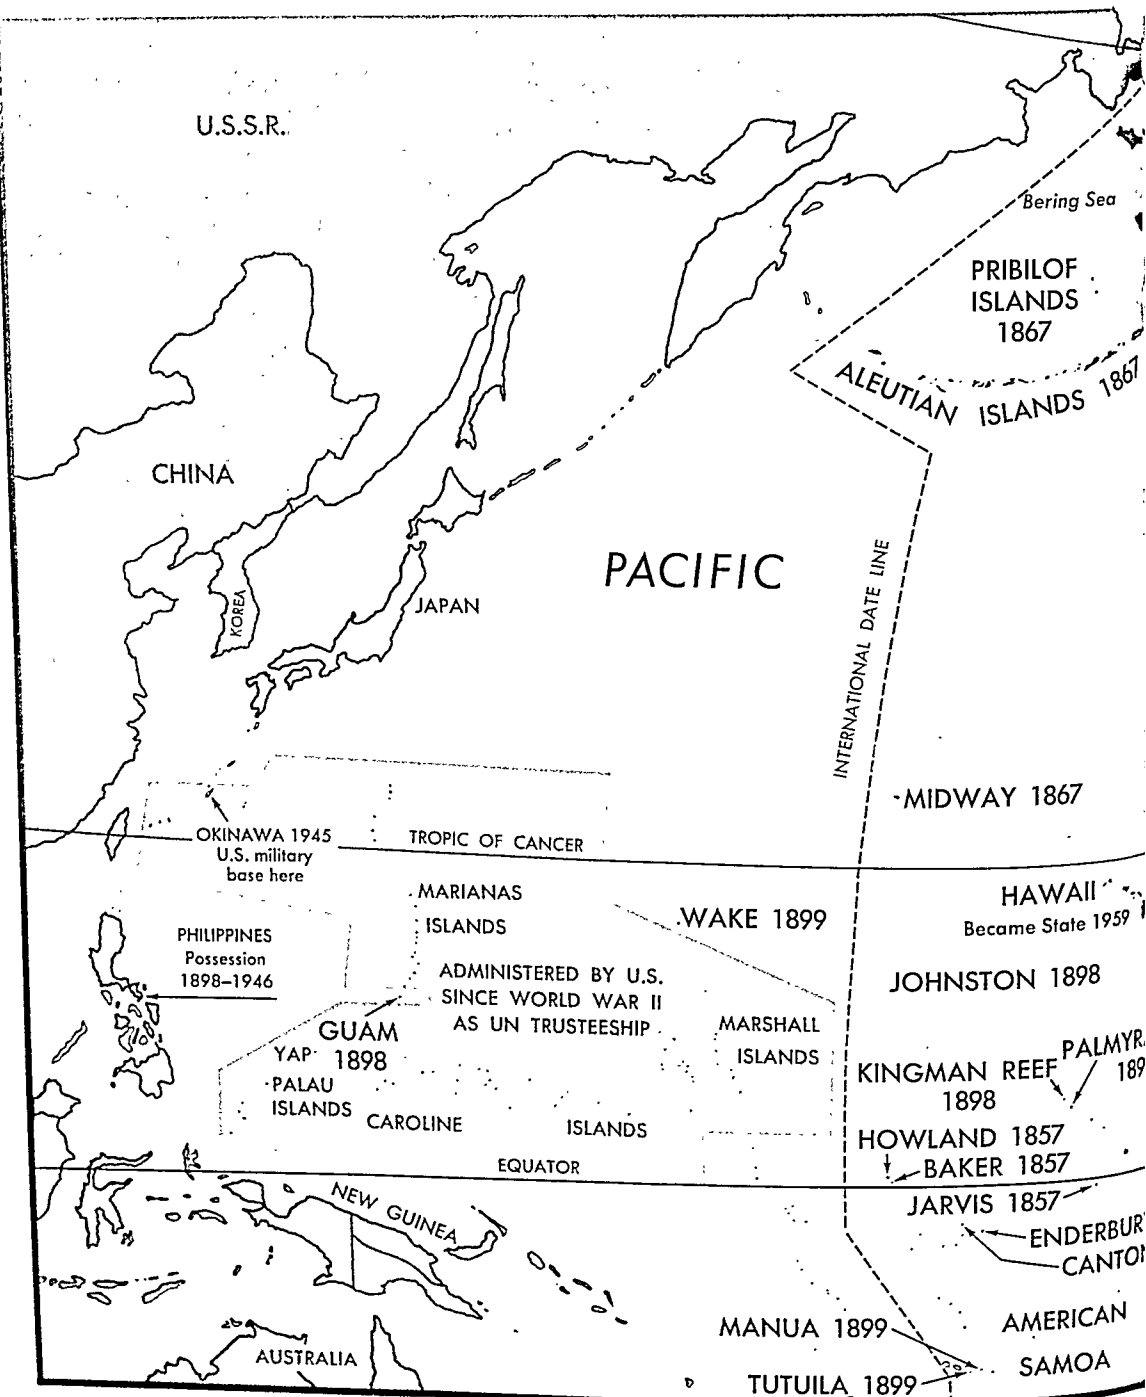 U.S.S.R.
Bering Sea
PRIBILOF
ISLANDS
1867
ALEUTIAN ISLANDS 1867
CHINA
PACIFIC
KOREA
JAPAN
INTERNATIONAL DATE LINE
MIDWAY 1867
OKINAWA 1945
U.S. military
base here
TROPIC OF CANCER
MARIANAS
ISLANDS
WAKE 1899
HAWAII
Became State 1959
PHILIPPINES
Possession
1898–1946
ADMINISTERED BY U.S.
SINCE WORLD WAR II
AS UN TRUSTEESHIP
JOHNSTON 1898
GUAM
1898
MARSHALL
ISLANDS
YAP
PALAU
ISLANDS
KINGMAN REEF
1898
PALMYR
189
CAROLINE ISLANDS
HOWLAND 1857
BAKER 1857
EQUATOR
JARVIS 1857
NEW GUINEA
ENDERBUR
CANTO
MANUA 1899
AMERICAN
SAMOA
AUSTRALIA
TUTUILA 1899